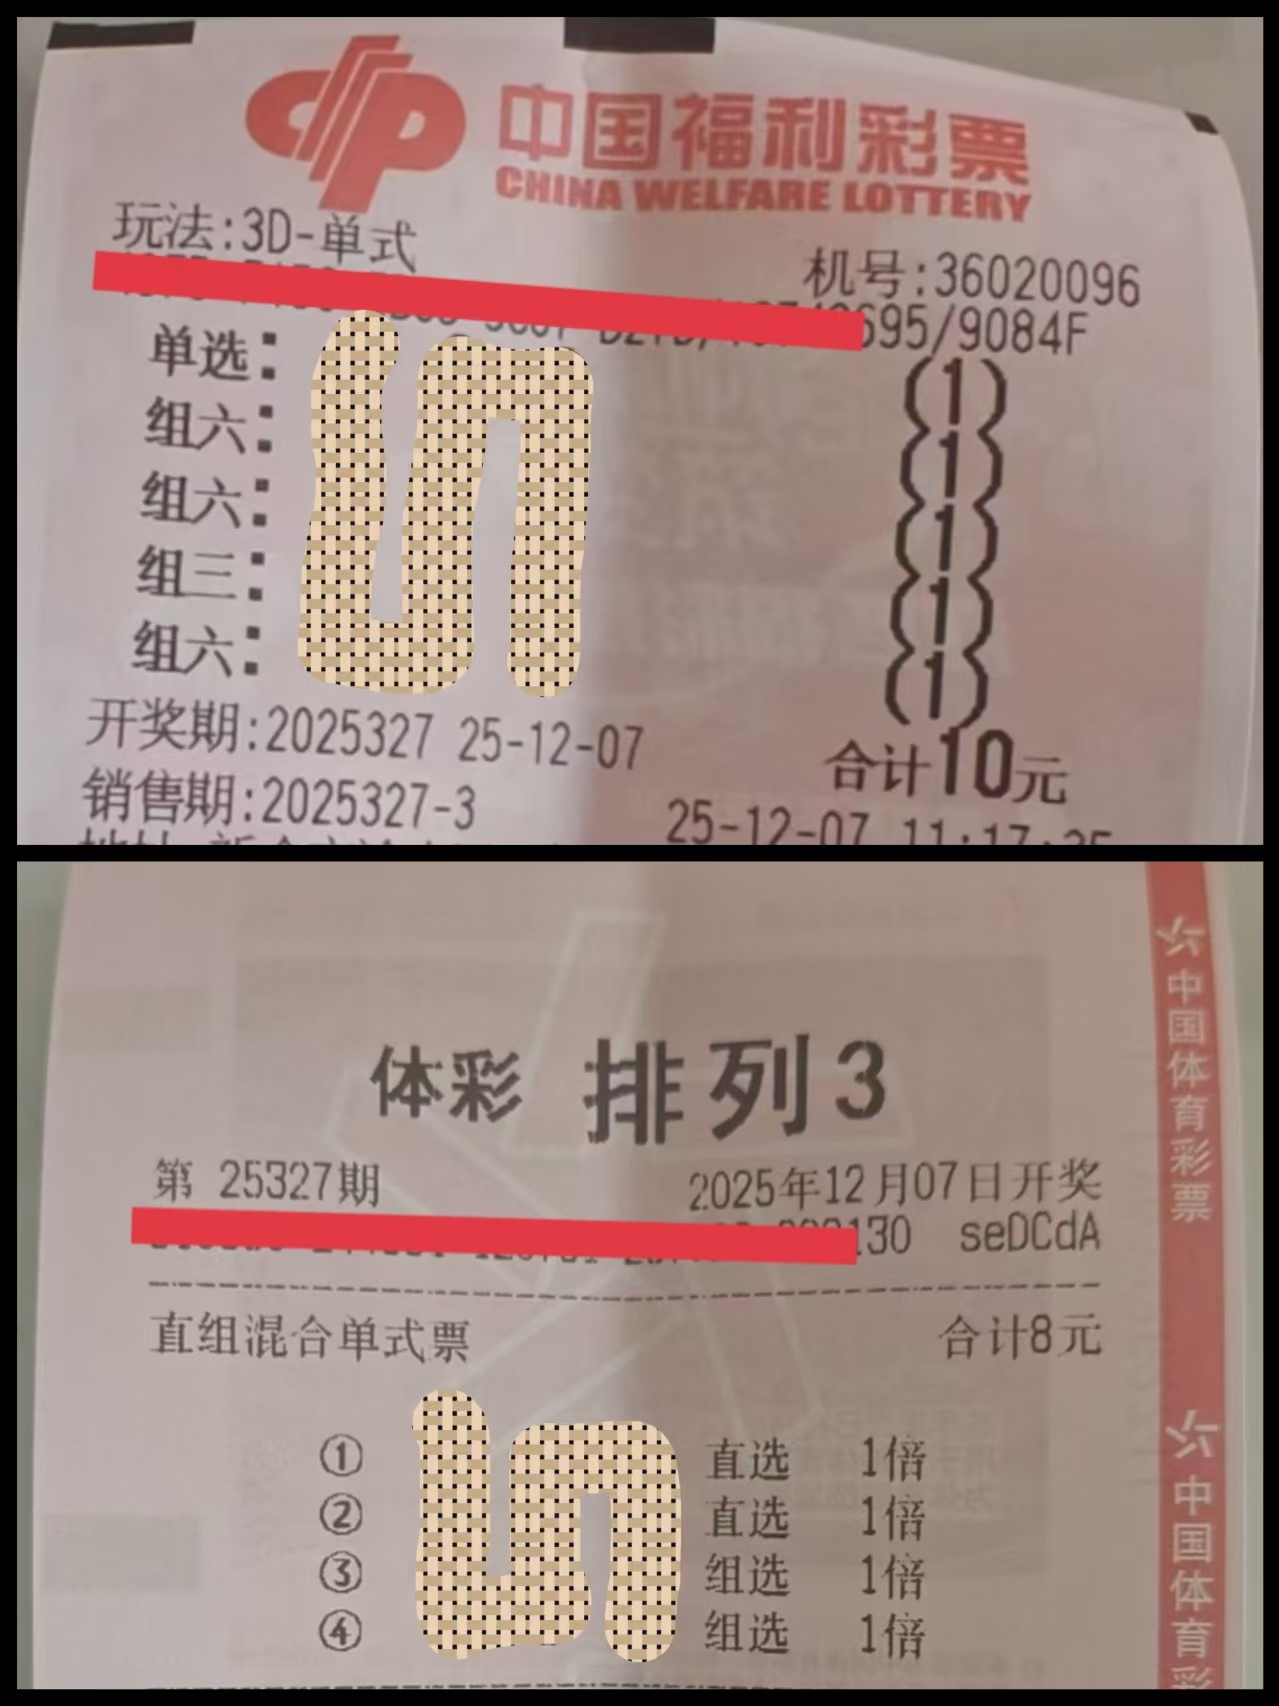 中国福利彩票
CHINA WELFARE LOTTERY
玩法:3D-单式
机号:36020096
695/9084F
单选: (1)
组六: (1)
组六: (1)
组三: (1)
组六: (1)
开奖期:2025327 25-12-07
合计10元
销售期:2025327-3
25-12-07 11:17:35
体彩 排列3
第 25327期 2025年12月07日开奖
130 seDCdA
直组混合单式票 合计8元
① 直选 1倍
② 直选 1倍
③ 组选 1倍
④ 组选 1倍
中国体育彩票
中国体育彩